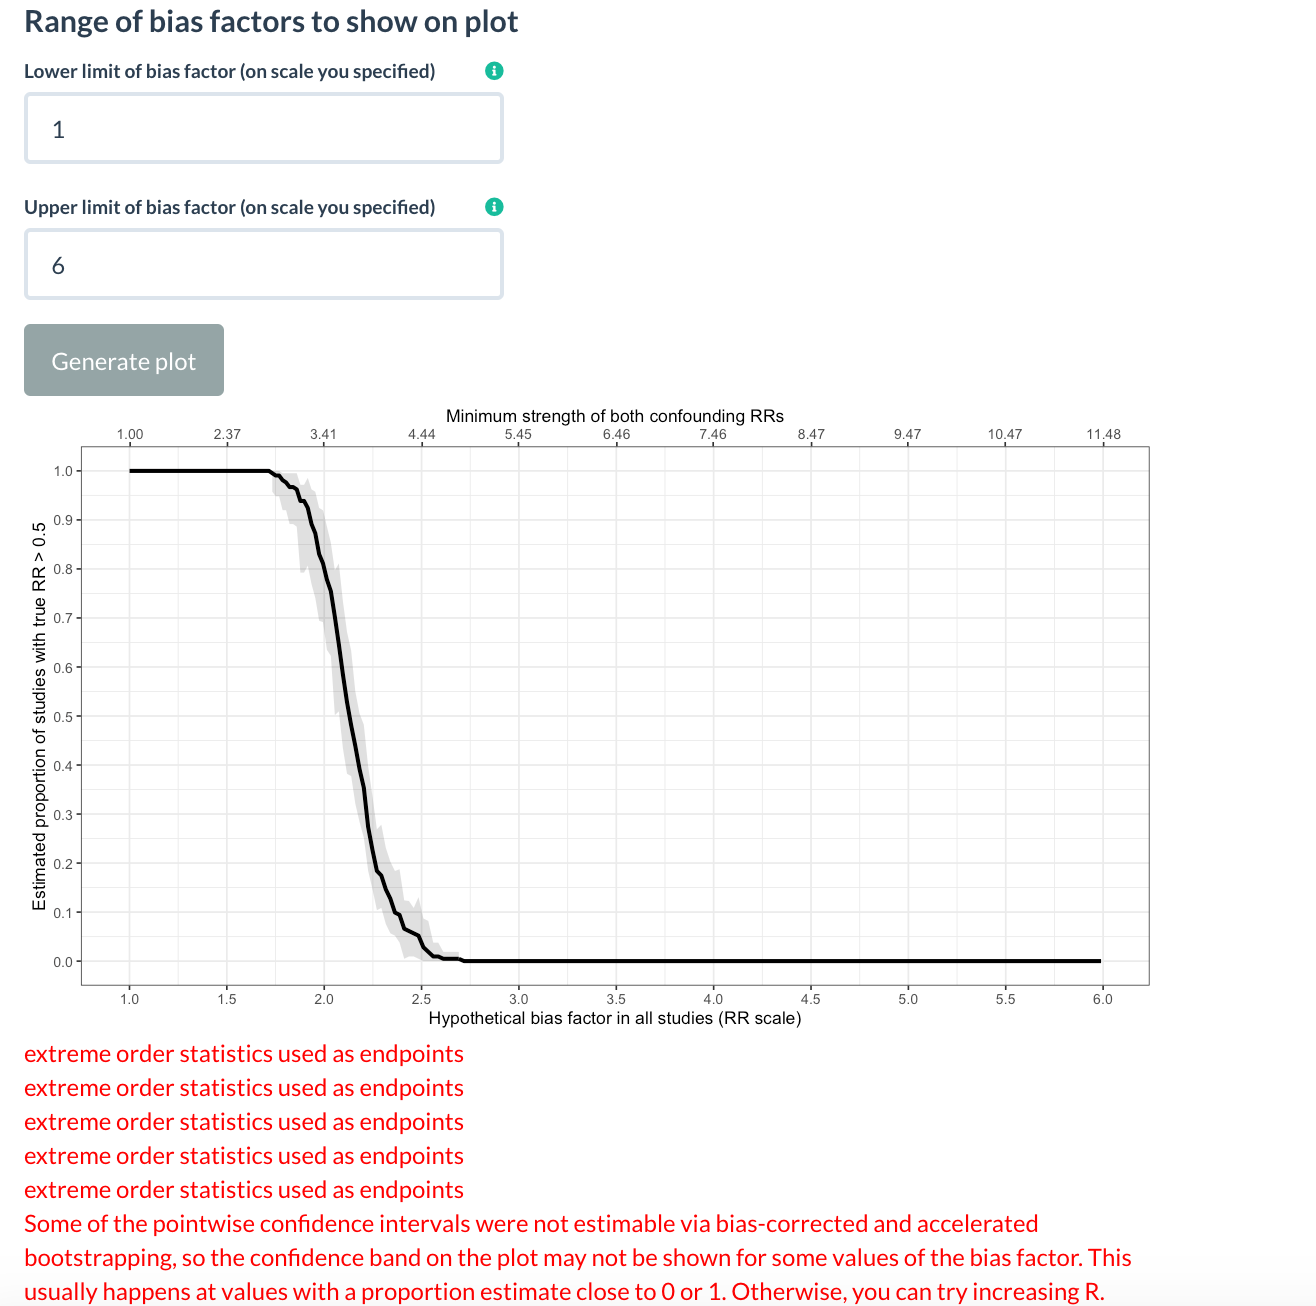 Range of bias factors to show on plot
Lower limit of bias factor (on scale you specified)
1
Upper limit of bias factor (on scale you specified)
6
Generate plot
Minimum strength of both confounding RRs
1.00 2.37 3.41 4.44 5.45 6.46 7.46 8.47 9.47 10.47 11.48
Estimated proportion of studies with true RR > 0.5
1.0
0.9
0.8
0.7
0.6
0.5
0.4
0.3
0.2
0.1
0.0
1.0 1.5 2.0 2.5 3.0 3.5 4.0 4.5 5.0 5.5 6.0
Hypothetical bias factor in all studies (RR scale)
extreme order statistics used as endpoints
extreme order statistics used as endpoints
extreme order statistics used as endpoints
extreme order statistics used as endpoints
extreme order statistics used as endpoints
Some of the pointwise confidence intervals were not estimable via bias-corrected and accelerated
bootstrapping, so the confidence band on the plot may not be shown for some values of the bias factor. This
usually happens at values with a proportion estimate close to 0 or 1. Otherwise, you can try increasing R.